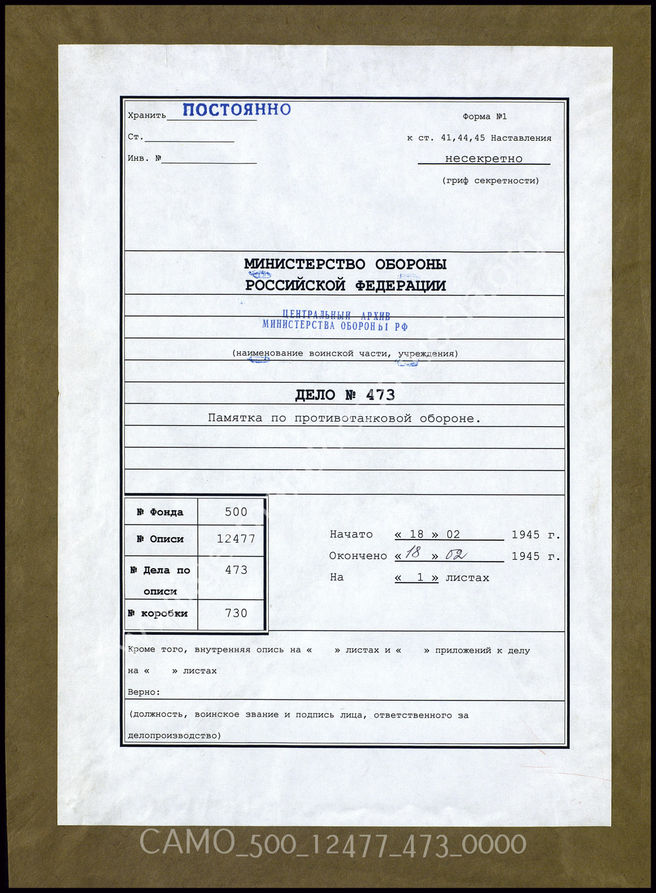 Хранить ПОСТОЯННО
Форма №1
Ст.
к ст. 41,44,45 Наставления
Инв. №
несекретно
(гриф секретности)
МИНИСТЕРСТВО ОБОРОНЫ
РОССИЙСКОЙ ФЕДЕРАЦИИ
ЦЕНТРАЛЬНЫЙ АРХИВ
МИНИСТЕРСТВА ОБОРОНЫ РФ
(наименование воинской части, учреждения)
ДЕЛО № 473
Памятка по противотанковой обороне.
№ Фонда 500
№ Описи 12477
№ Дела по описи 473
№ коробки 730
Начато « 18 » 02 1945 г.
Окончено « 18 » 02 1945 г.
На « 1 » листах
Кроме того, внутренняя опись на « » листах и « » приложений к делу
на « » листах
Верно:
(должность, воинское звание и подпись лица, ответственного за
делопроизводство)
CAMO_500_12477_473_0000